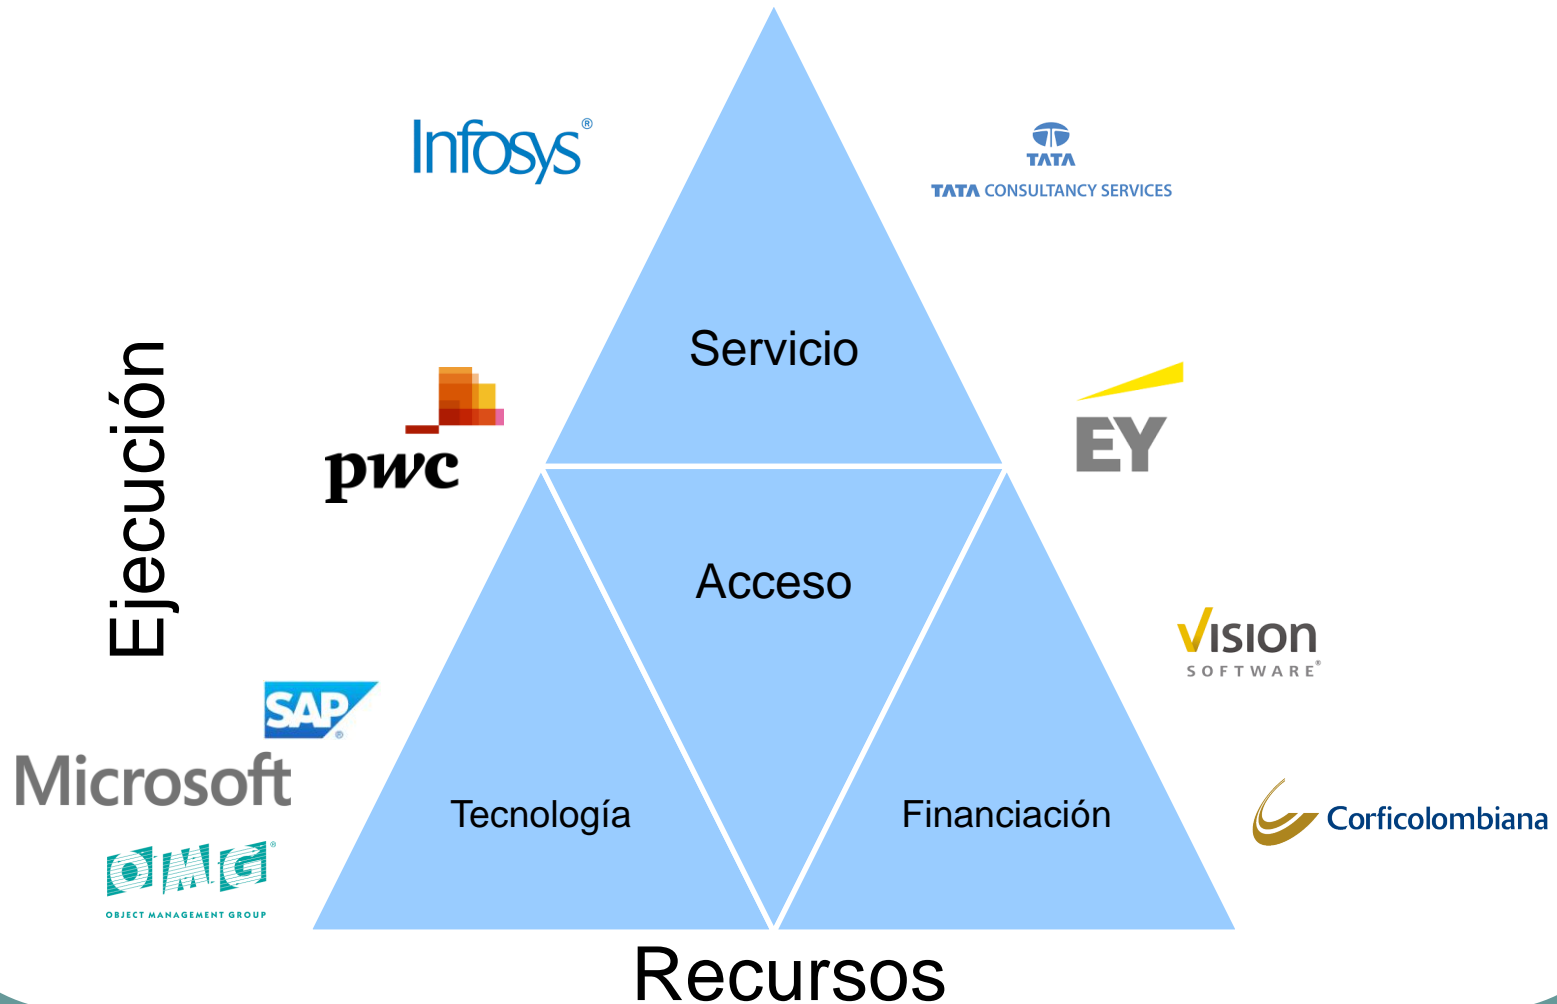 Infosys®
TATA
TATA CONSULTANCY SERVICES
Servicio
pwc
EY
Ejecución
Acceso
VISION
SOFTWARE®
SAP®
Microsoft
Tecnología
Financiación
Corficolombiana
OMG®
OBJECT MANAGEMENT GROUP
Recursos